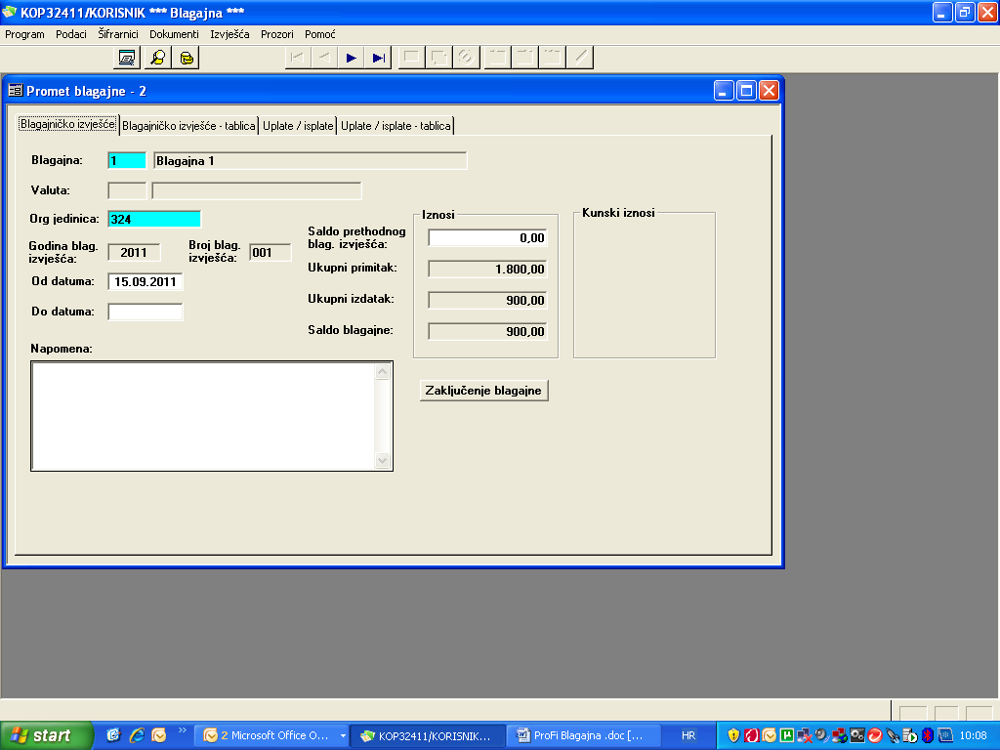 KOP32411/KORISNIK *** Blagajna ***
Program Podaci Šifrarnici Dokumenti Izvješća Prozori Pomoć
Promet blagajne - 2
Blagajničko izvješće Blagajničko izvješće - tablica Uplate / isplate Uplate / isplate - tablica
Blagajna: 1 Blagajna 1
Valuta:
Org jedinica: 324
Godina blag. izvješća: 2011 Broj blag. izvješća: 001
Od datuma: 15.09.2011
Do datuma:
Napomena:
Iznosi
Saldo prethodnog blag. izvješća: 0,00
Ukupni primitak: 1.800,00
Ukupni izdatak: 900,00
Saldo blagajne: 900,00
Kunski iznosi
Zaključenje blagajne
start 2 Microsoft Office O... KOP32411/KORISNIK... ProFi Blagajna .doc [... HR 10:08